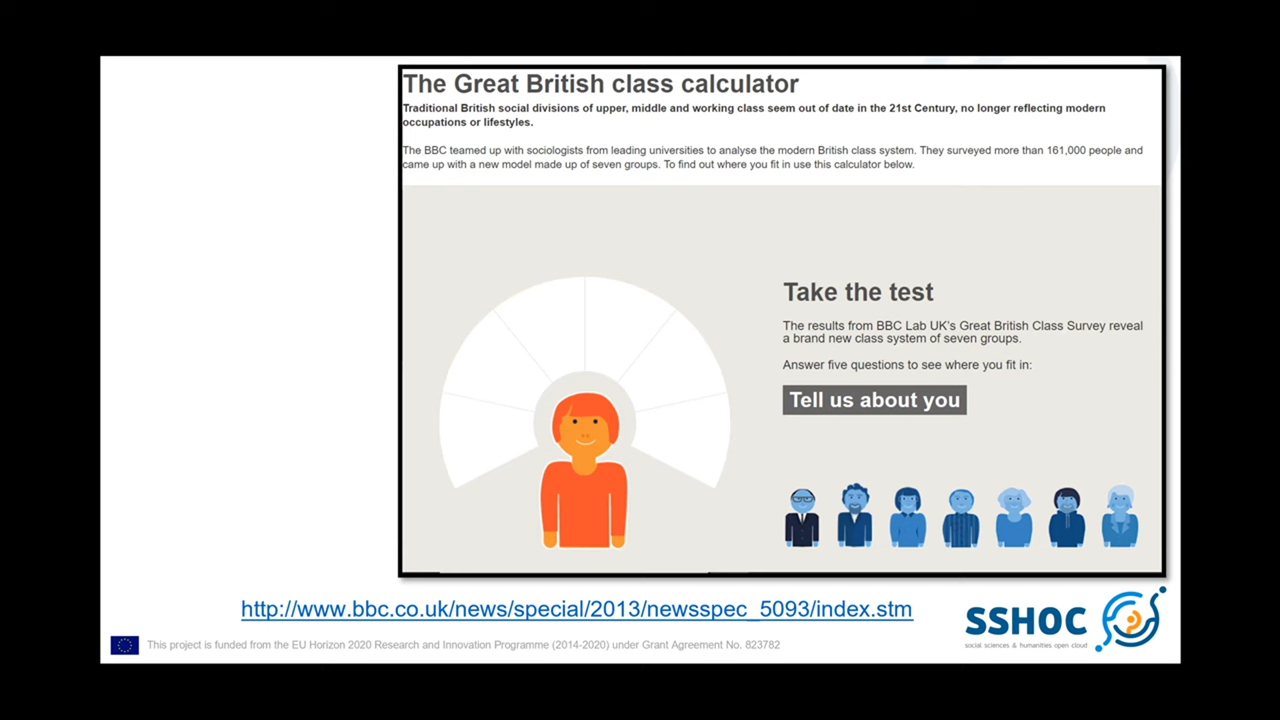 The Great British class calculator
Traditional British social divisions of upper, middle and working class seem out of date in the 21st Century, no longer reflecting modern
occupations or lifestyles.
The BBC teamed up with sociologists from leading universities to analyse the modern British class system. They surveyed more than 161,000 people and
came up with a new model made up of seven groups. To find out where you fit in use this calculator below.
Take the test
The results from BBC Lab UK's Great British Class Survey reveal
a brand new class system of seven groups.
Answer five questions to see where you fit in:
Tell us about you
http://www.bbc.co.uk/news/special/2013/newsspec_5093/index.stm
SSHOC
social sciences & humanities open cloud
This project is funded from the EU Horizon 2020 Research and Innovation Programme (2014-2020) under Grant Agreement No. 823782